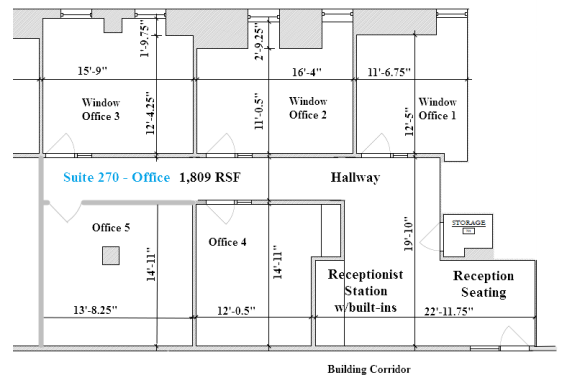 1'-9.75"
2'-9.25"
15'-9"
16'-4"
11'-6.75"
Window
Office 3
Window
Office 2
Window
Office 1
12'-4.25"
11'-0.5"
12'-5"
Suite 270 - Office 1,809 RSF
Hallway
STORAGE
Office 5
Office 4
19'-10"
14'-11"
14'-11"
Receptionist
Station
w/built-ins
Reception
Seating
13'-8.25"
12'-0.5"
22'-11.75"
Building Corridor